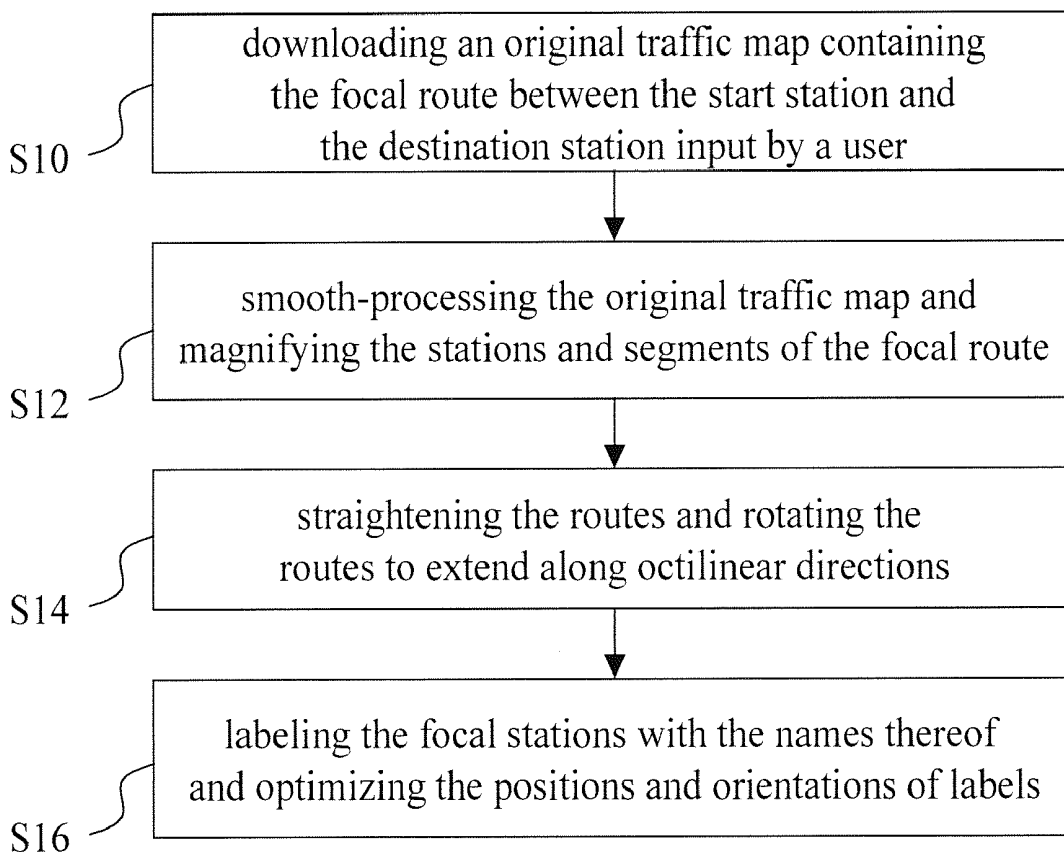 downloading an original traffic map containing
the focal route between the start station and
the destination station input by a user
S10
smooth-processing the original traffic map and
magnifying the stations and segments of the focal route
S12
straightening the routes and rotating the
routes to extend along octilinear directions
S14
labeling the focal stations with the names thereof
and optimizing the positions and orientations of labels
S16